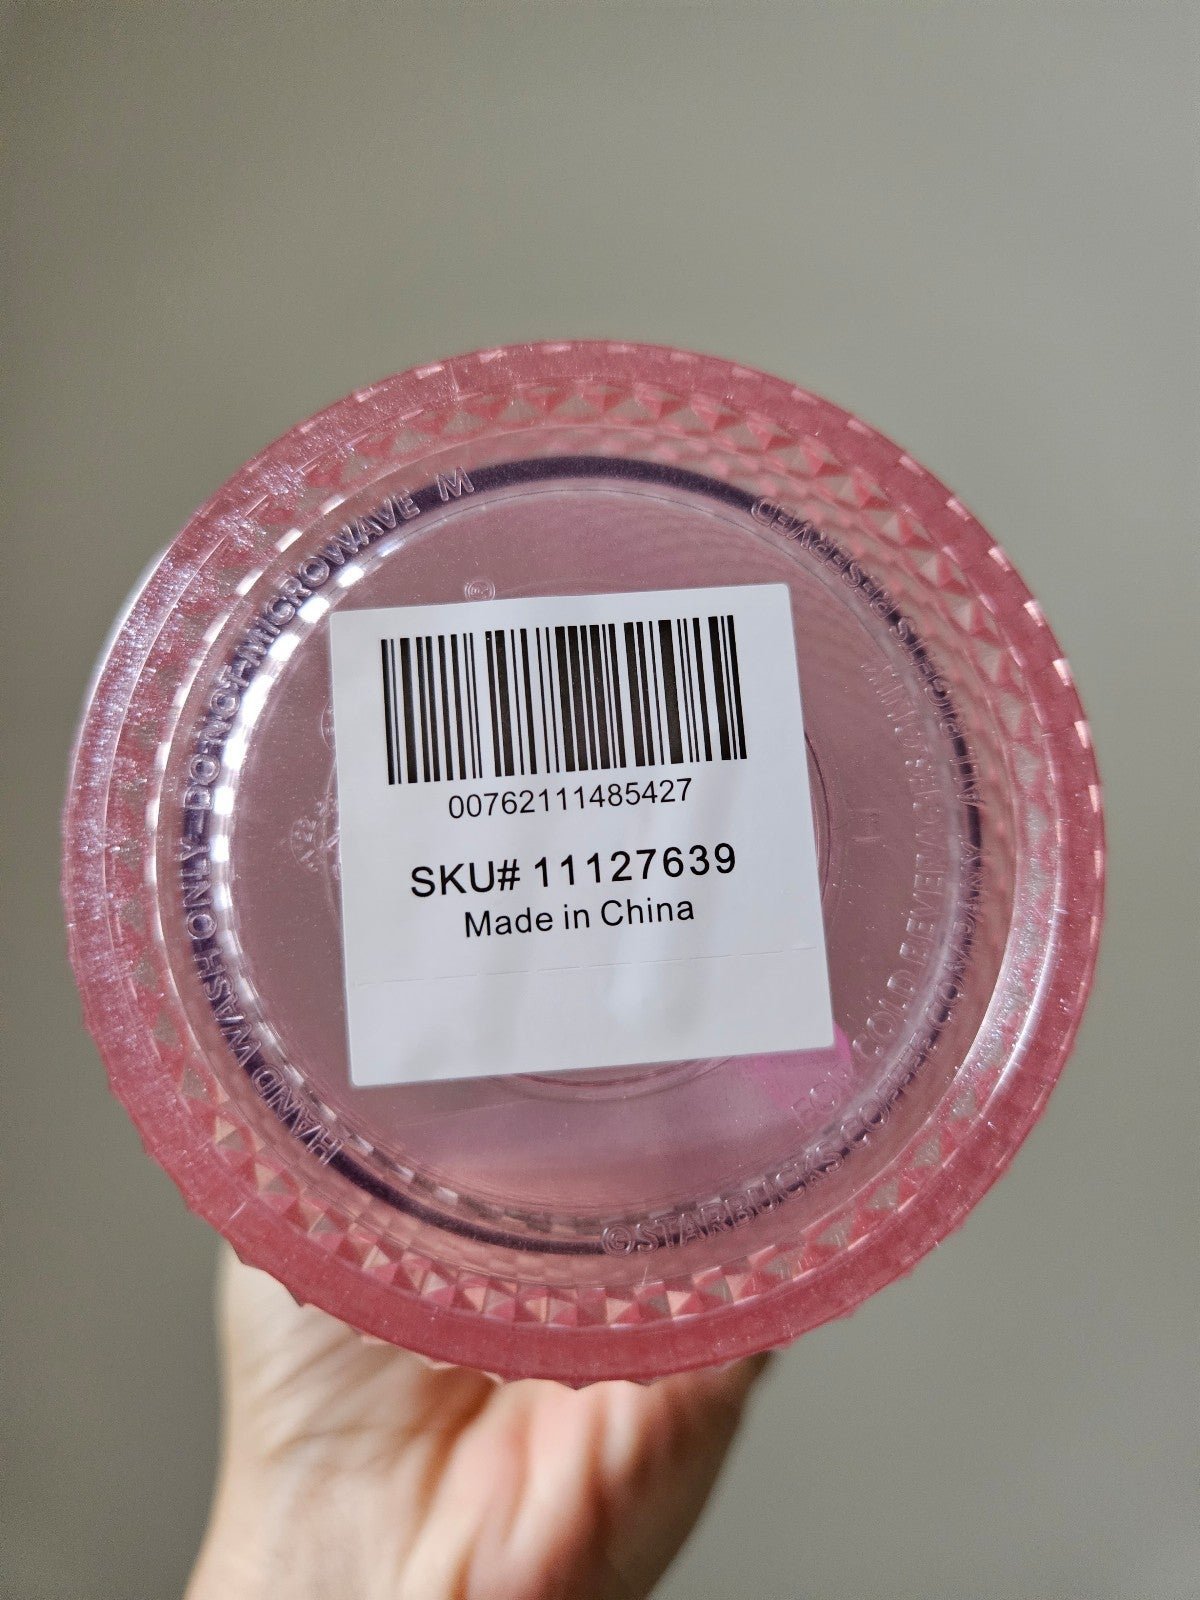 00762111485427
SKU# 11127639
Made in China
HAND WASH ONLY-DO NOT MICROWAVE M
©STARBUCKS COFFEE COMPANY ALL RIGHTS RESERVED
FOR COLD BEVERAGES ONLY
®